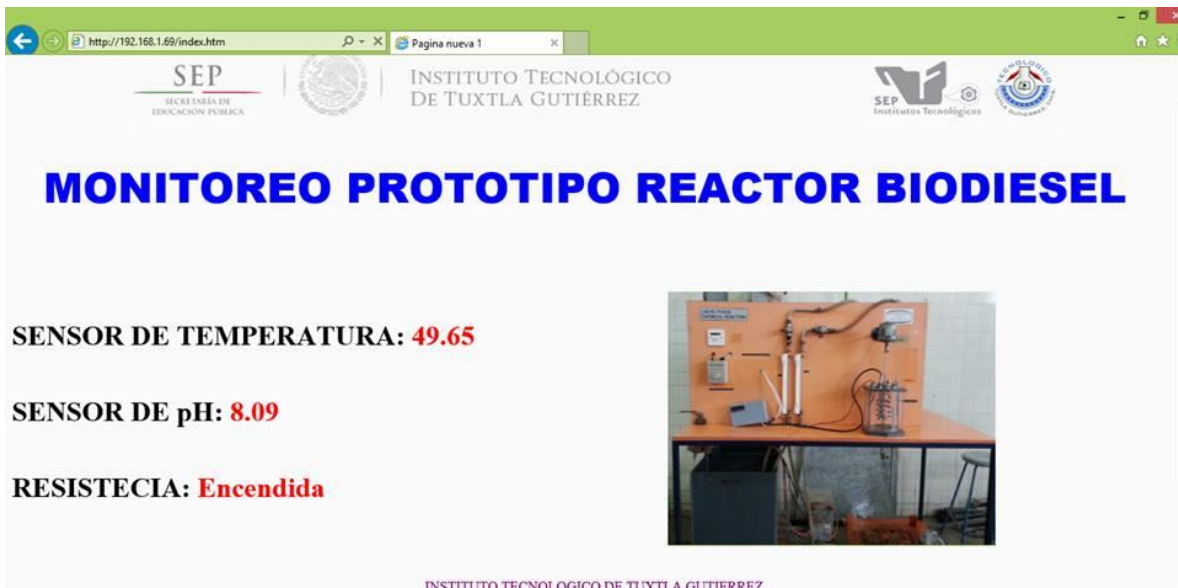 http://192.168.1.69/index.htm
Pagina nueva 1
SEP
SECRETARÍA DE
EDUCACIÓN PÚBLICA
INSTITUTO TECNOLÓGICO
DE TUXTLA GUTIÉRREZ
SEP
Institutos Tecnológicos
MONITOREO PROTOTIPO REACTOR BIODIESEL
SENSOR DE TEMPERATURA: 49.65
SENSOR DE pH: 8.09
RESISTECIA: Encendida
INSTITUTO TECNOLOGICO DE TUXTLA GUTIERREZ